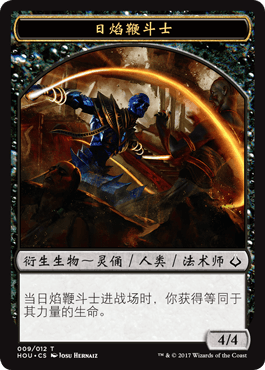 日焰鞭斗士
衍生生物～灵俑／人类／法术师
当日焰鞭斗士进战场时，你获得等同于
其力量的生命。
4/4
009/012 T
HOU • CS Josu Hernaiz
™ & © 2017 Wizards of the Coast